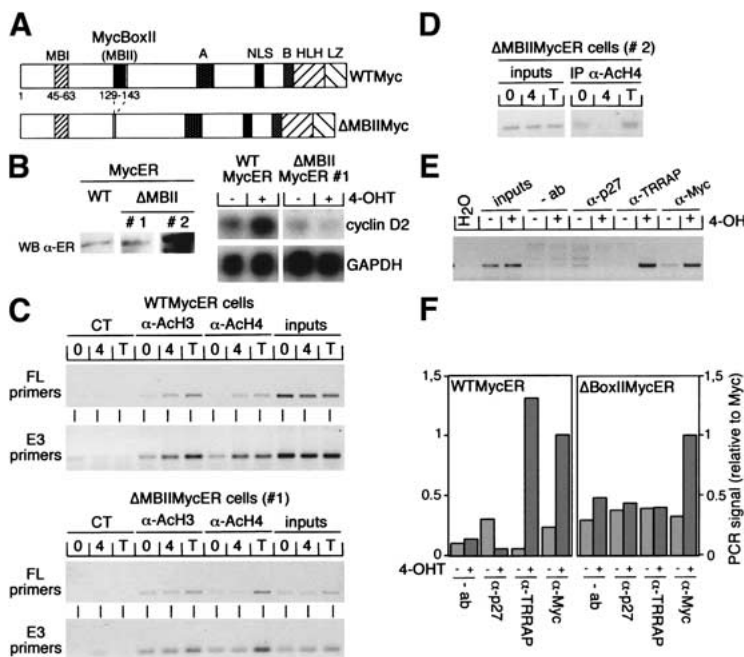 A
MycBoxII
MBI (MBII) A NLS B HLH LZ
WTMyc
1 45-63 129-143
ΔMBIIMyc
B
MycER
WT ΔMBII
#1 #2
WB α-ER
WT MycER ΔMBII MycER #1
- + - + 4-OHT
cyclin D2
GAPDH
C
WTMycER cells
CT α-AcH3 α-AcH4 inputs
0 4 T 0 4 T 0 4 T 0 4 T
FL primers
E3 primers
ΔMBIIMycER cells (#1)
CT α-AcH3 α-AcH4 inputs
0 4 T 0 4 T 0 4 T 0 4 T
FL primers
E3 primers
D
ΔMBIIMycER cells (# 2)
inputs IP α-AcH4
0 4 T 0 4 T
E
H2O inputs - ab α-p27 α-TRRAP α-Myc
- + - + - + - + - + 4-OH
F
1.5 WTMycER ΔBoxIIMycER 1.5
1 1
0.5 0.5
0 0
PCR signal (relative to Myc)
4-OHT - + - + - + - + - + - + - + - +
- ab α-p27 α-TRRAP α-Myc - ab α-p27 α-TRRAP α-Myc